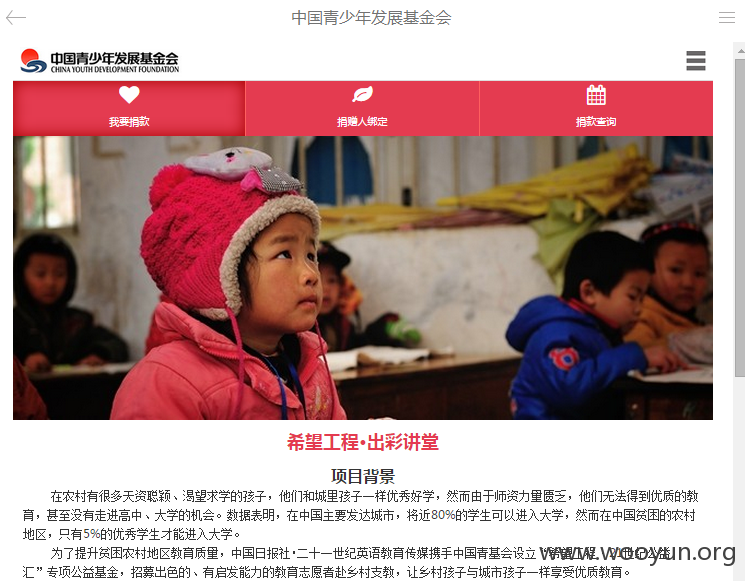 中国青少年发展基金会
中国青少年发展基金会
CHINA YOUTH DEVELOPMENT FOUNDATION
我要捐款
捐赠人绑定
捐款查询
希望工程·出彩讲堂
项目背景
在农村有很多天资聪颖、渴望求学的孩子，他们和城里孩子一样优秀好学，然而由于师资力量匮乏，他们无法得到优质的教
育，甚至没有走进高中、大学的机会。数据表明，在中国主要发达城市，将近80%的学生可以进入大学，然而在中国贫困的农村
地区，只有5%的优秀学生才能进入大学。
为了提升贫困农村地区教育质量，中国日报社·二十一世纪英语教育传媒携手中国青基会设立
www.wooyun.org
汇”专项公益基金，招募出色的、有启发能力的教育志愿者赴乡村支教，让乡村孩子与城市孩子一样享受优质教育。